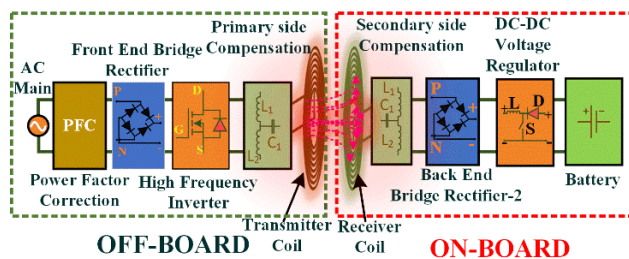 AC
Main
PFC
Power Factor
Correction
Front End Bridge
Rectifier
P
+
N
-
High Frequency
Inverter
D
G
S
Primary side
Compensation
L1
C1
L2
Transmitter
Coil
Receiver
Coil
Secondary side
Compensation
L1
C1
L2
Back End
Bridge Rectifier-2
P
+
N
-
DC-DC
Voltage
Regulator
L
D
S
Battery
+
-
OFF-BOARD
ON-BOARD